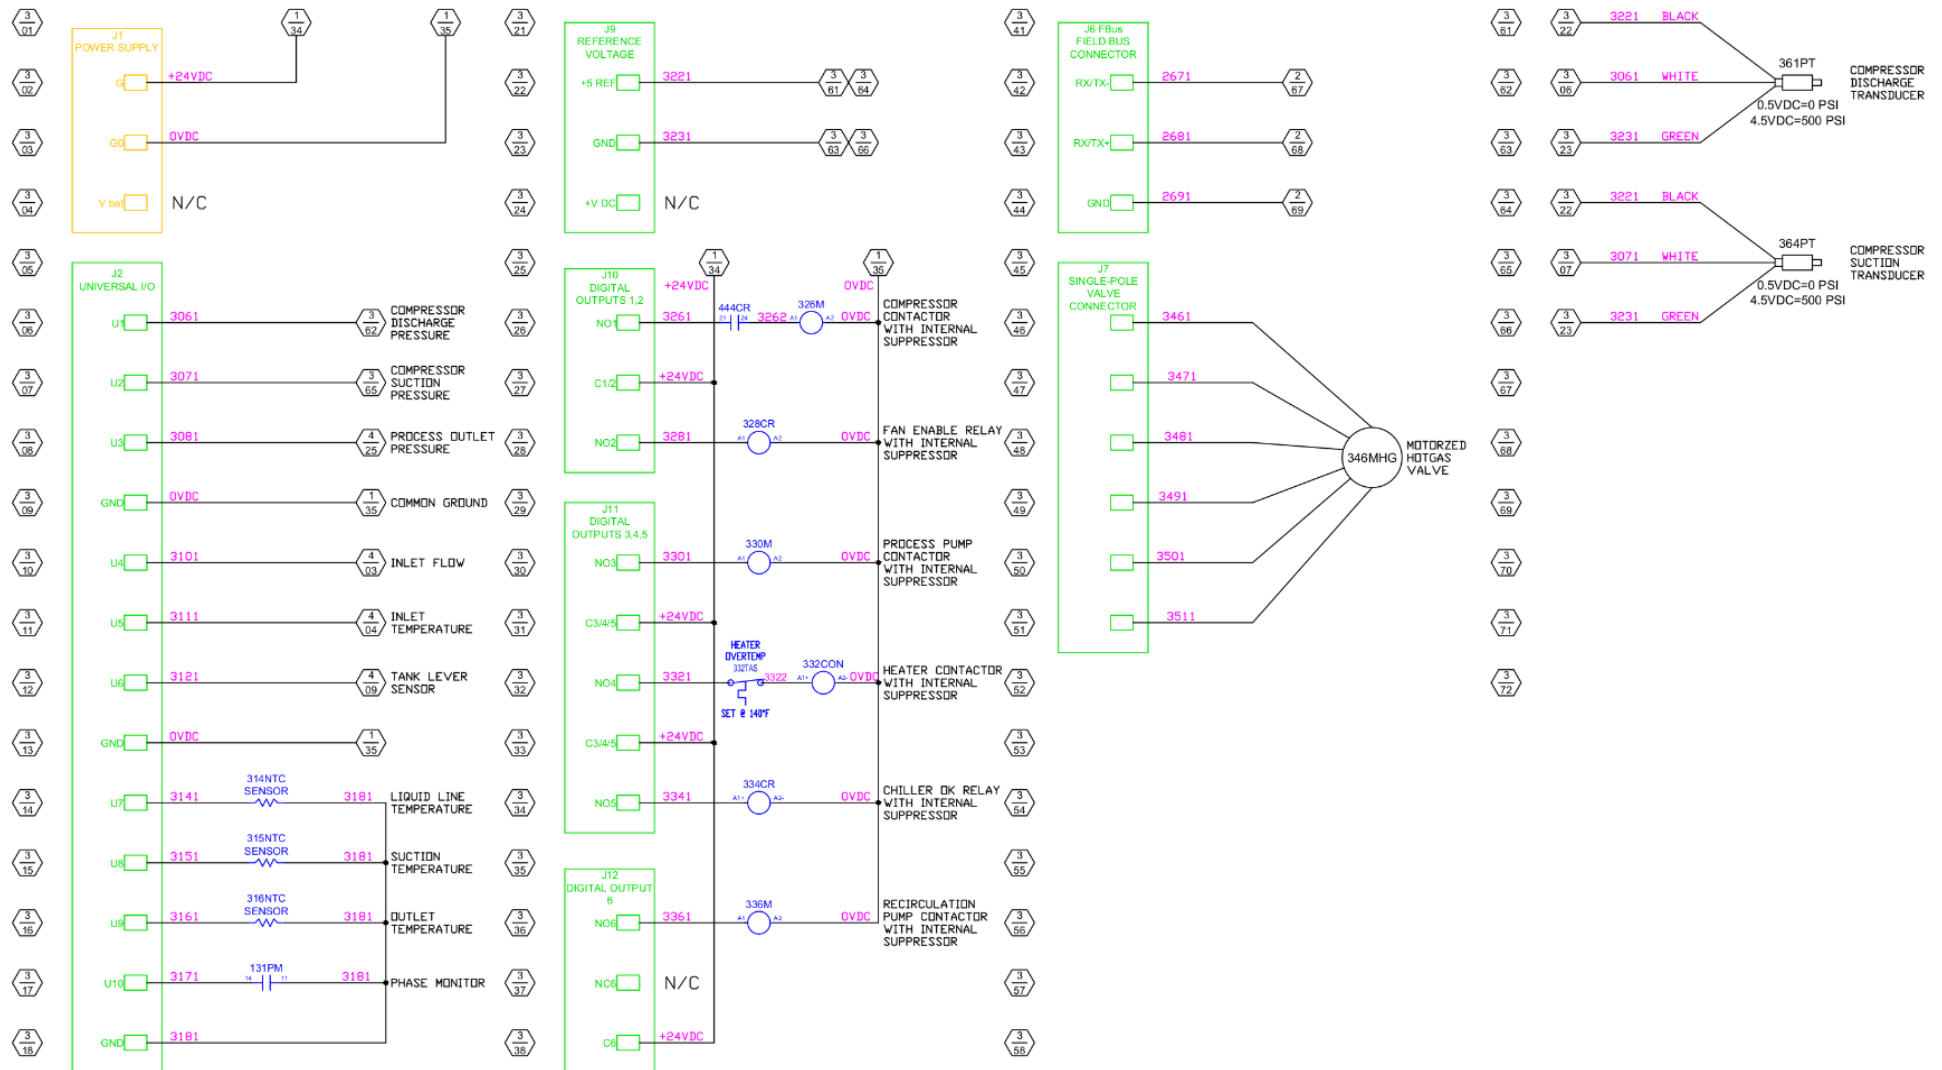 3
01
3
02
3
03
3
04
3
05
3
06
3
07
3
08
3
09
3
10
3
11
3
12
3
13
3
14
3
15
3
16
3
17
3
18
1
34
1
35
J1
POWER SUPPLY
G
+24VDC
G0
0VDC
V bat
N/C
J2
UNIVERSAL I/O
U1
3061
3
62
COMPRESSOR
DISCHARGE
PRESSURE
U2
3071
3
65
COMPRESSOR
SUCTION
PRESSURE
U3
3081
4
25
PROCESS OUTLET
PRESSURE
GND
0VDC
1
35
COMMON GROUND
U4
3101
4
03
INLET FLOW
U5
3111
4
04
INLET
TEMPERATURE
U6
3121
4
09
TANK LEVER
SENSOR
GND
0VDC
1
35
314NTC
SENSOR
U7
3141
3181
LIQUID LINE
TEMPERATURE
315NTC
SENSOR
U8
3151
3181
SUCTION
TEMPERATURE
316NTC
SENSOR
U9
3161
3181
OUTLET
TEMPERATURE
131PM
U10
3171
14
11
3181
PHASE MONITOR
GND
3181
3
21
3
22
3
23
3
24
3
25
3
26
3
27
3
28
3
29
3
30
3
31
3
32
3
33
3
34
3
35
3
36
3
37
3
38
J9
REFERENCE
VOLTAGE
+5 REF
3221
3
61
3
64
GND
3231
3
63
3
66
+V DC
N/C
1
34
1
35
J10
DIGITAL
OUTPUTS 1,2
+24VDC
0VDC
444CR
326M
NO1
3261
21
24
3262
A1
A2
0VDC
COMPRESSOR
CONTACTOR
WITH INTERNAL
SUPPRESSOR
C1/2
+24VDC
328CR
NO2
3281
A1
A2
0VDC
FAN ENABLE RELAY
WITH INTERNAL
SUPPRESSOR
J11
DIGITAL
OUTPUTS 3,4,5
330M
NO3
3301
A1
A2
0VDC
PROCESS PUMP
CONTACTOR
WITH INTERNAL
SUPPRESSOR
C3/4/5
+24VDC
HEATER
OVERTEMP
332TAS
332CON
NO4
3321
3322
A1+
A2-
0VDC
HEATER CONTACTOR
WITH INTERNAL
SUPPRESSOR
SET @ 140°F
C3/4/5
+24VDC
334CR
NO5
3341
A1+
A2-
0VDC
CHILLER OK RELAY
WITH INTERNAL
SUPPRESSOR
J12
DIGITAL OUTPUT
6
336M
NO6
3361
A1
A2
0VDC
RECIRCULATION
PUMP CONTACTOR
WITH INTERNAL
SUPPRESSOR
NC6
N/C
C6
+24VDC
3
41
3
42
3
43
3
44
3
45
3
46
3
47
3
48
3
49
3
50
3
51
3
52
3
53
3
54
3
55
3
56
3
57
3
58
J6 FBus
FIELD BUS
CONNECTOR
RX/TX-
2671
2
67
RX/TX+
2681
2
68
GND
2691
2
69
J7
SINGLE-POLE
VALVE
CONNECTOR
3461
3471
3481
3491
3501
3511
346MHG
MOTORZED
HOTGAS
VALVE
3
61
3
62
3
63
3
64
3
65
3
66
3
67
3
68
3
69
3
70
3
71
3
72
3
22
3221 BLACK
3
06
3061 WHITE
3
23
3231 GREEN
361PT
0.5VDC=0 PSI
4.5VDC=500 PSI
COMPRESSOR
DISCHARGE
TRANSDUCER
3
22
3221 BLACK
3
07
3071 WHITE
3
23
3231 GREEN
364PT
0.5VDC=0 PSI
4.5VDC=500 PSI
COMPRESSOR
SUCTION
TRANSDUCER